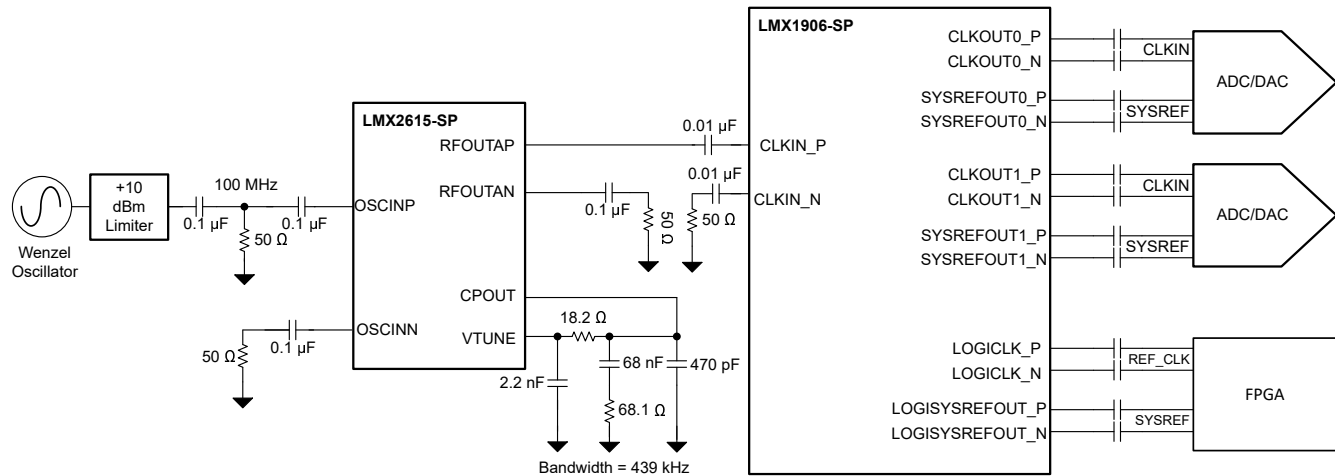 LMX1906-SP
CLKOUT0_P
CLKOUT0_N
CLKIN
SYSREFOUT0_P
SYSREFOUT0_N
SYSREF
ADC/DAC
LMX2615-SP
RFOUTAP
0.01 µF
CLKIN_P
RFOUTAN
0.1 µF
50 Ω
0.01 µF
50 Ω
CLKIN_N
CLKOUT1_P
CLKOUT1_N
CLKIN
SYSREFOUT1_P
SYSREFOUT1_N
SYSREF
ADC/DAC
Wenzel
Oscillator
+10
dBm
Limiter
0.1 µF
100 MHz
50 Ω
0.1 µF
OSCINP
OSCINN
0.1 µF
50 Ω
CPOUT
VTUNE
18.2 Ω
2.2 nF
68 nF
470 pF
68.1 Ω
Bandwidth = 439 kHz
LOGICLK_P
LOGICLK_N
REF_CLK
LOGISYSREFOUT_P
LOGISYSREFOUT_N
SYSREF
FPGA